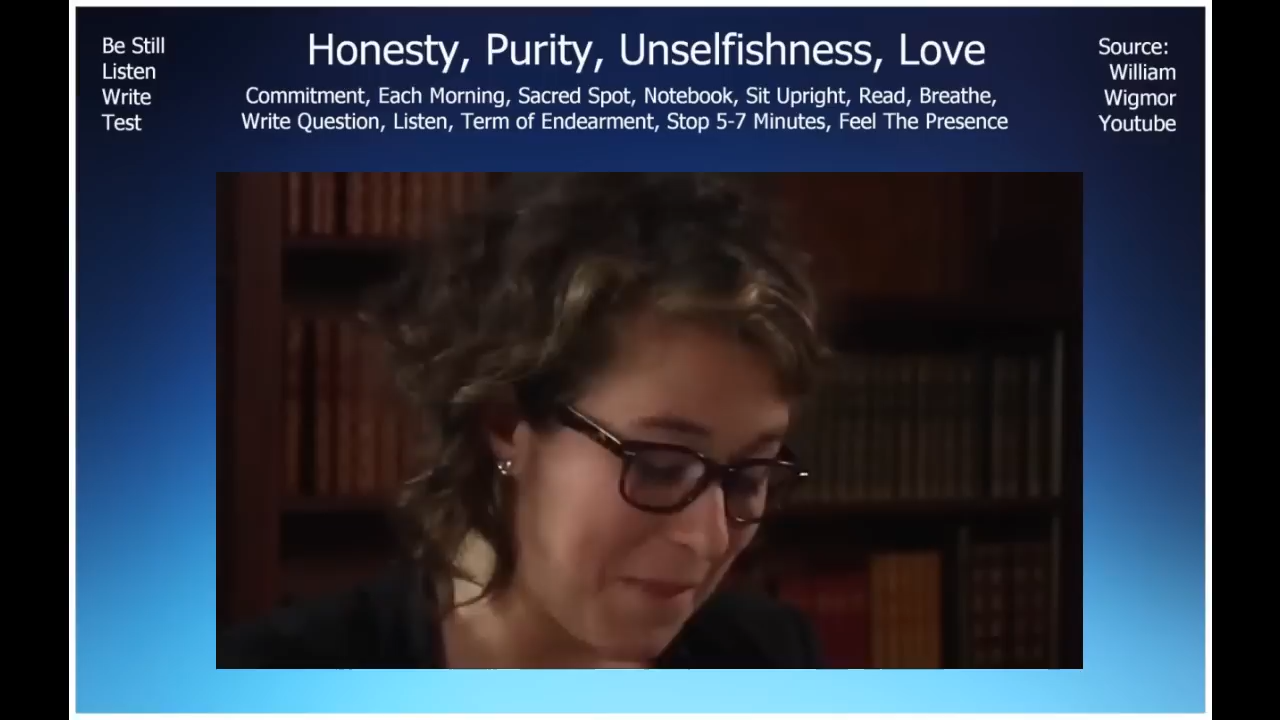 Be Still
Listen
Write
Test
Honesty, Purity, Unselfishness, Love
Commitment, Each Morning, Sacred Spot, Notebook, Sit Upright, Read, Breathe,
Write Question, Listen, Term of Endearment, Stop 5-7 Minutes, Feel The Presence
Source:
William
Wigmor
Youtube